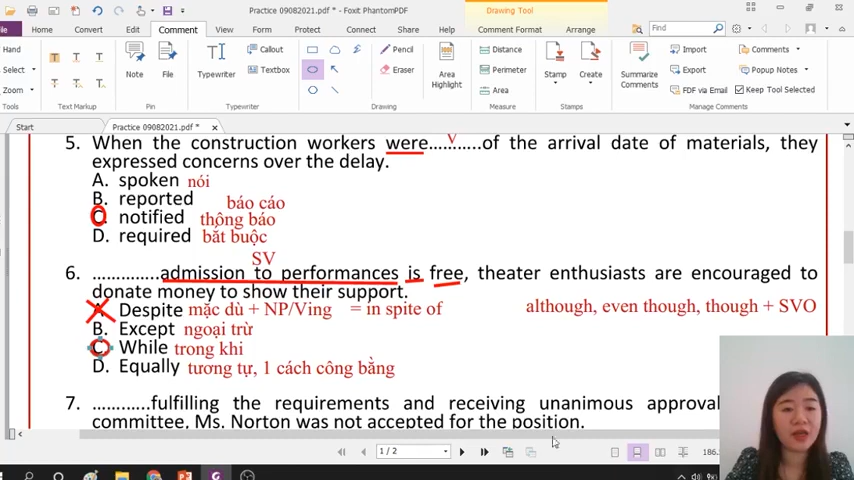 Practice 09082021.pdf * - Foxit PhantomPDF
Drawing Tool
Home Convert Edit Comment View Form Protect Share Connect Help Comment Format Arrange
Find
Hand
Select
Zoom
Note File
Typewriter
Callout
Textbox
Pencil
Eraser
Area
Highlight
Distance
Perimeter
Area
Stamp Create
Summarize
Comments
Import
Export
FDF via Email
Comments
Popup Notes
Keep Tool Selected
Tools Text Markup Pin Typewriter Drawing Measure Stamps Manage Comments
Start Practice 09082021.pdf *
V
5. When the construction workers were...........of the arrival date of materials, they
expressed concerns over the delay.
A. spoken nói
B. reported báo cáo
C. notified thông báo
D. required bắt buộc
SV
6. .............admission to performances is free, theater enthusiasts are encouraged to
donate money to show their support.
A. Despite mặc dù + NP/Ving = in spite of although, even though, though + SVO
B. Except ngoại trừ
C. While trong khi
D. Equally tương tự, 1 cách công bằng
7. ............fulfilling the requirements and receiving unanimous approval
committee, Ms. Norton was not accepted for the position.
1 / 2